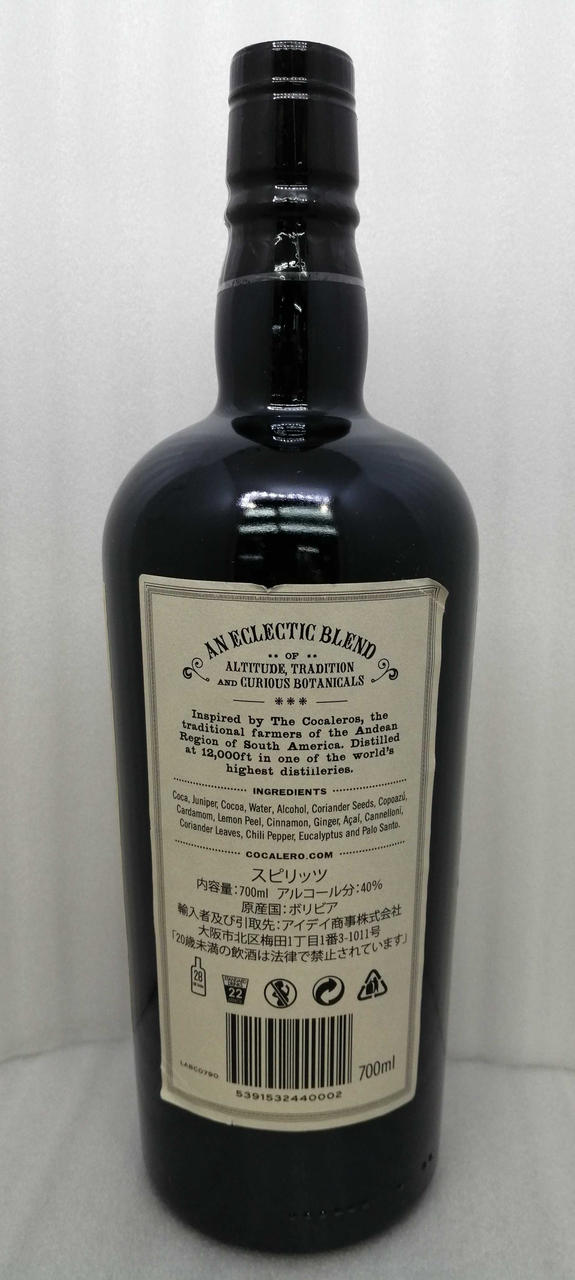 AN ECLECTIC BLEND
OF
ALTITUDE, TRADITION
AND CURIOUS BOTANICALS
Inspired by The Cocaleros, the
traditional farmers of the Andean
Region of South America. Distilled
at 12,000ft in one of the world's
highest distilleries.
INGREDIENTS
Coca, Juniper, Cocoa, Water, Alcohol, Coriander Seeds, Copoazú,
Cardamom, Lemon Peel, Cinnamon, Ginger, Açaí, Cannelloni,
Coriander Leaves, Chili Pepper, Eucalyptus and Palo Santo.
COCALERO.COM
スピリッツ
内容量:700ml アルコール分:40%
原産国:ボリビア
輸入者及び引取先:アイデイ商事株式会社
大阪市北区梅田1丁目1番3-1011号
「20歳未満の飲酒は法律で禁止されています」
28
22
LABC0790
700ml
5391532440002